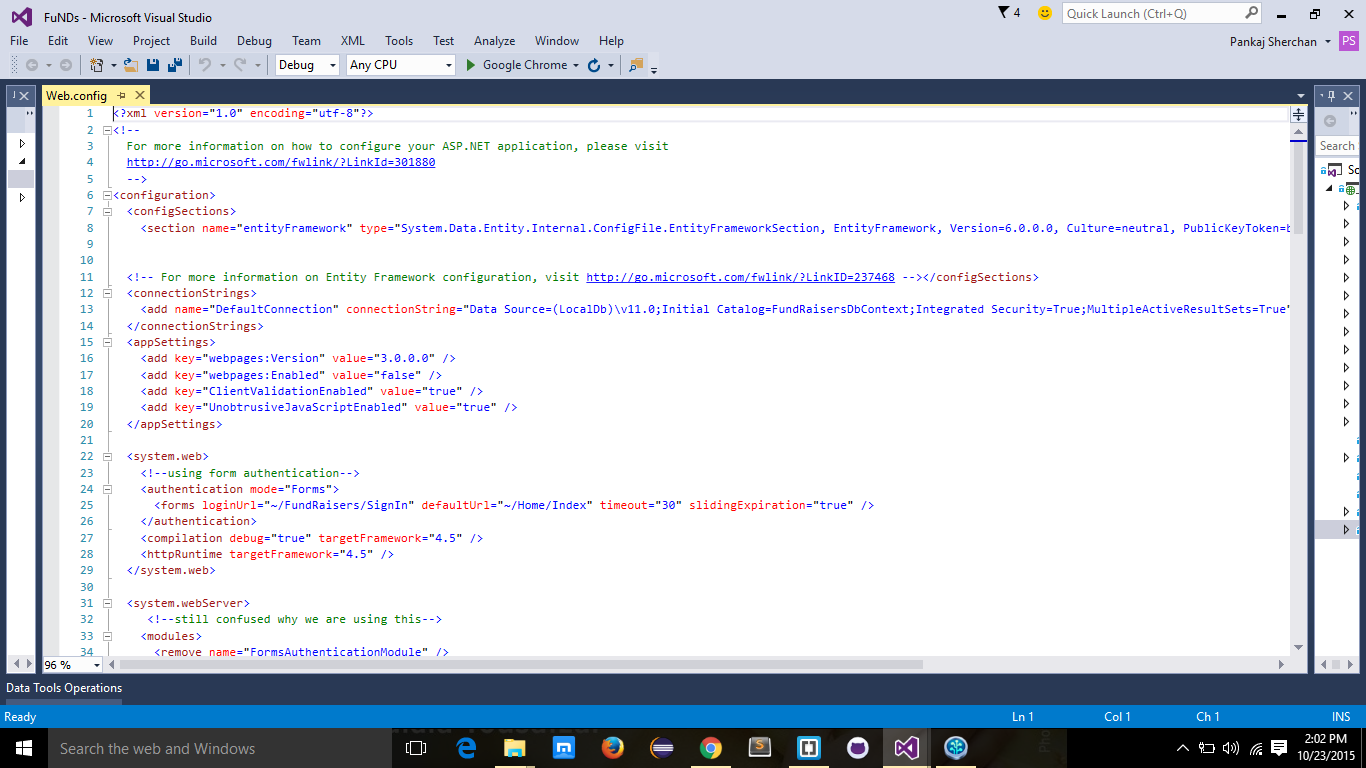 FuNDs - Microsoft Visual Studio
4
Quick Launch (Ctrl+Q)
File Edit View Project Build Debug Team XML Tools Test Analyze Window Help
Pankaj Sherchan PS
Debug Any CPU Google Chrome
Web.config
1 <?xml version="1.0" encoding="utf-8"?>
2 <!--
3 For more information on how to configure your ASP.NET application, please visit
4 http://go.microsoft.com/fwlink/?LinkId=301880
5 -->
6 <configuration>
7 <configSections>
8 <section name="entityFramework" type="System.Data.Entity.Internal.ConfigFile.EntityFrameworkSection, EntityFramework, Version=6.0.0.0, Culture=neutral, PublicKeyToken=b
9
10
11 <!-- For more information on Entity Framework configuration, visit http://go.microsoft.com/fwlink/?LinkID=237468 --></configSections>
12 <connectionStrings>
13 <add name="DefaultConnection" connectionString="Data Source=(LocalDb)\v11.0;Initial Catalog=FundRaisersDbContext;Integrated Security=True;MultipleActiveResultSets=True"
14 </connectionStrings>
15 <appSettings>
16 <add key="webpages:Version" value="3.0.0.0" />
17 <add key="webpages:Enabled" value="false" />
18 <add key="ClientValidationEnabled" value="true" />
19 <add key="UnobtrusiveJavaScriptEnabled" value="true" />
20 </appSettings>
21
22 <system.web>
23 <!--using form authentication-->
24 <authentication mode="Forms">
25 <forms loginUrl="~/FundRaisers/SignIn" defaultUrl="~/Home/Index" timeout="30" slidingExpiration="true" />
26 </authentication>
27 <compilation debug="true" targetFramework="4.5" />
28 <httpRuntime targetFramework="4.5" />
29 </system.web>
30
31 <system.webServer>
32 <!--still confused why we are using this-->
33 <modules>
34 <remove name="FormsAuthenticationModule" />
Search
So
96 %
Data Tools Operations
Ready Ln 1 Col 1 Ch 1 INS
Search the web and Windows
2:02 PM
10/23/2015